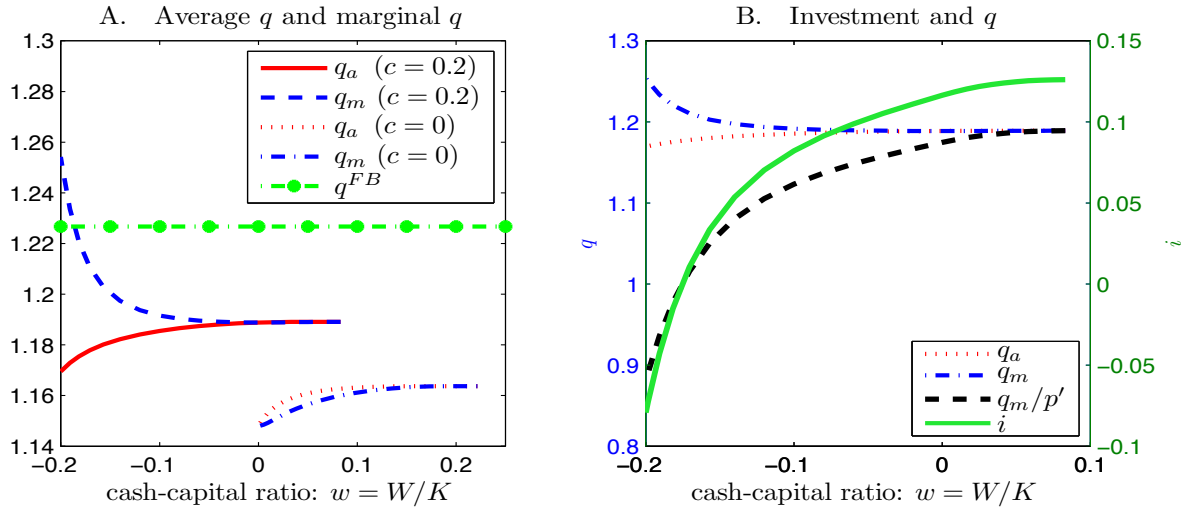 A. Average q and marginal q
1.3
1.28
1.26
1.24
1.22
1.2
1.18
1.16
1.14
−0.2
−0.1
0
0.1
0.2
q_a (c = 0.2)
q_m (c = 0.2)
q_a (c = 0)
q_m (c = 0)
q^{FB}
cash-capital ratio: w = W/K
B. Investment and q
1.3
1.2
1.1
1
0.9
0.8
q
−0.2
−0.1
0
0.1
0.15
0.1
0.05
0
−0.05
−0.1
i
q_a
q_m
q_m/p′
i
cash-capital ratio: w = W/K